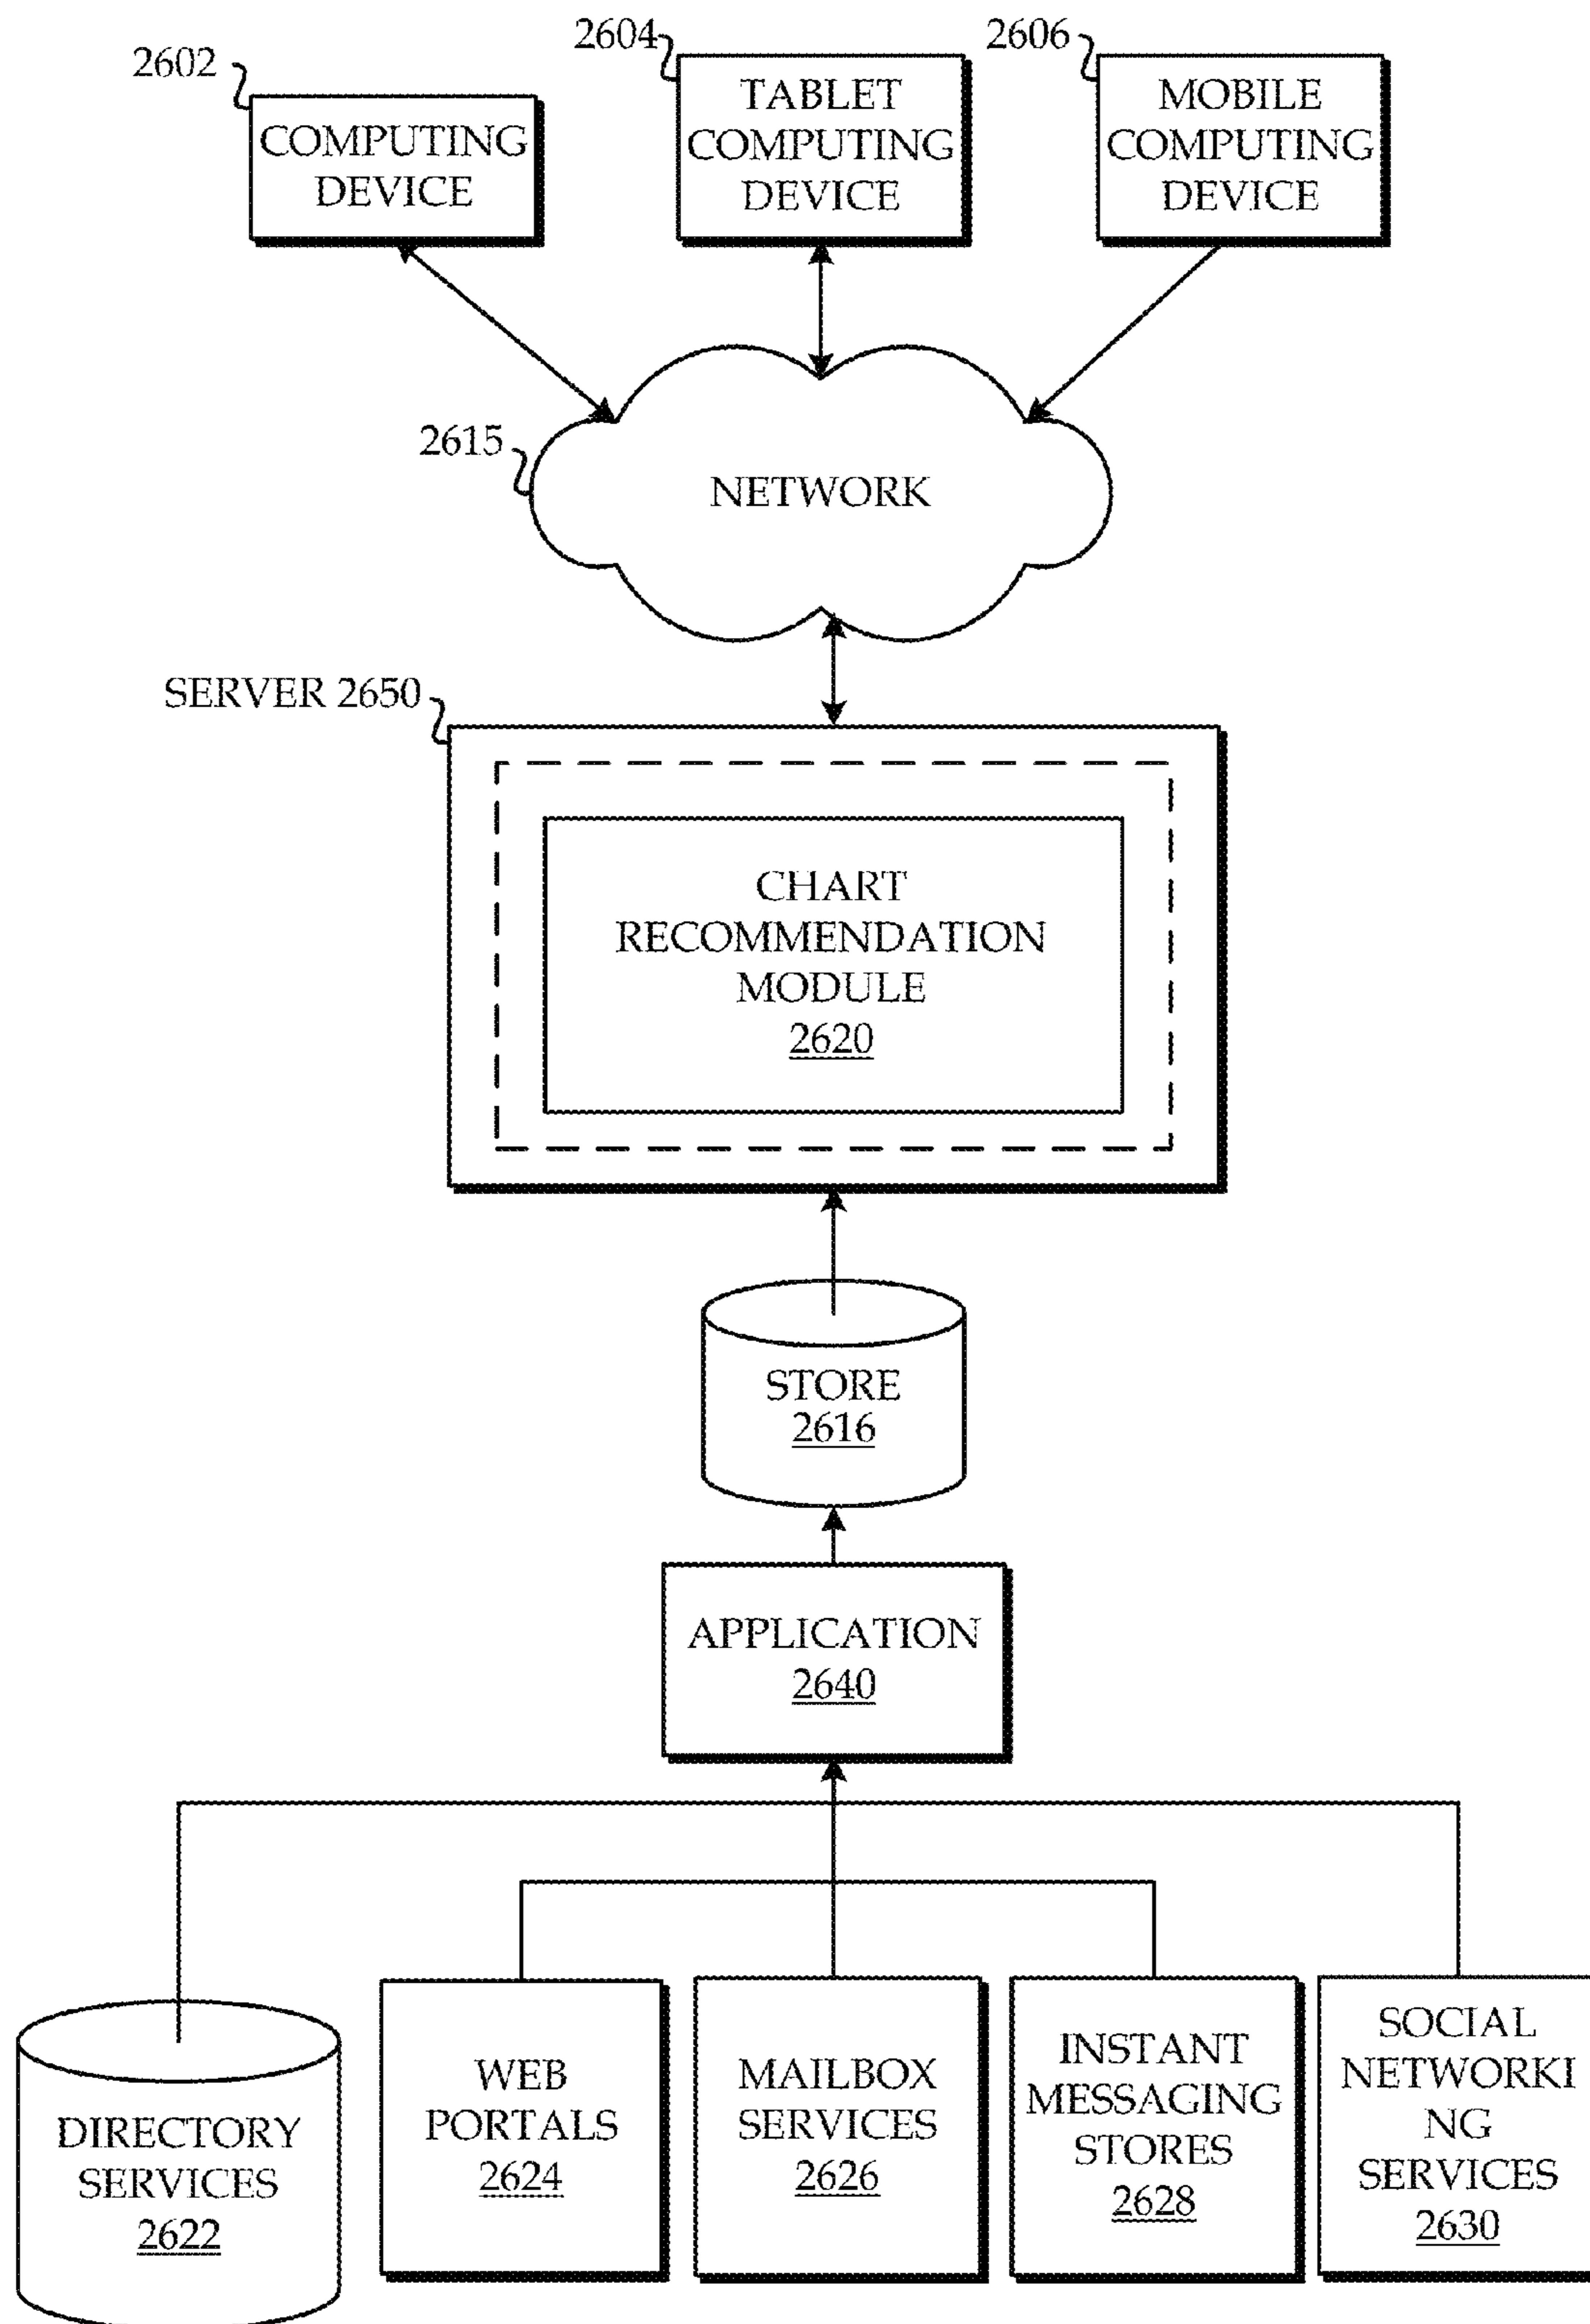 2602
COMPUTING
DEVICE
2604
TABLET
COMPUTING
DEVICE
2606
MOBILE
COMPUTING
DEVICE
2615
NETWORK
SERVER 2650
CHART
RECOMMENDATION
MODULE
2620
STORE
2616
APPLICATION
2640
DIRECTORY
SERVICES
2622
WEB
PORTALS
2624
MAILBOX
SERVICES
2626
INSTANT
MESSAGING
STORES
2628
SOCIAL
NETWORKI
NG
SERVICES
2630